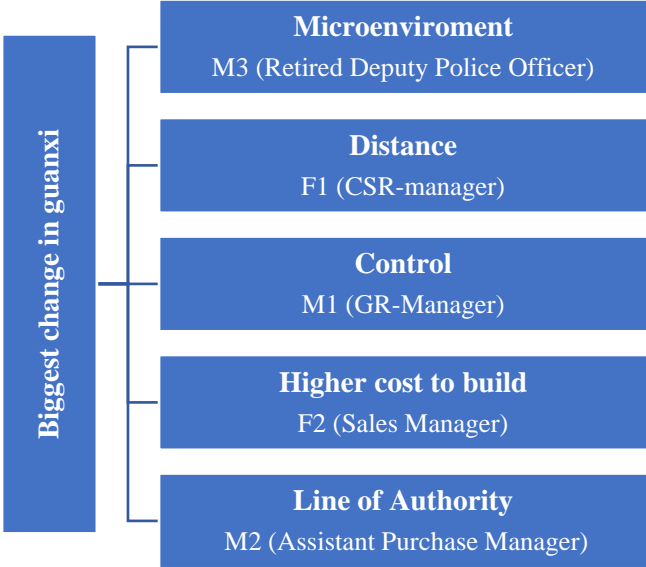 Biggest change in guanxi
Microenviroment
M3 (Retired Deputy Police Officer)
Distance
F1 (CSR-manager)
Control
M1 (GR-Manager)
Higher cost to build
F2 (Sales Manager)
Line of Authority
M2 (Assistant Purchase Manager)